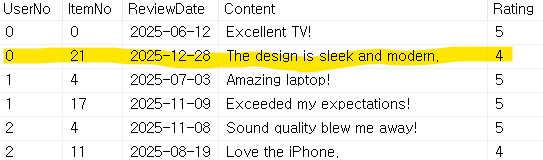 UserNo ItemNo ReviewDate Content Rating
0 0 2025-06-12 Excellent TV! 5
0 21 2025-12-28 The design is sleek and modern. 4
1 4 2025-07-03 Amazing laptop! 5
1 17 2025-11-09 Exceeded my expectations! 5
2 4 2025-11-08 Sound quality blew me away! 5
2 11 2025-08-19 Love the iPhone. 4